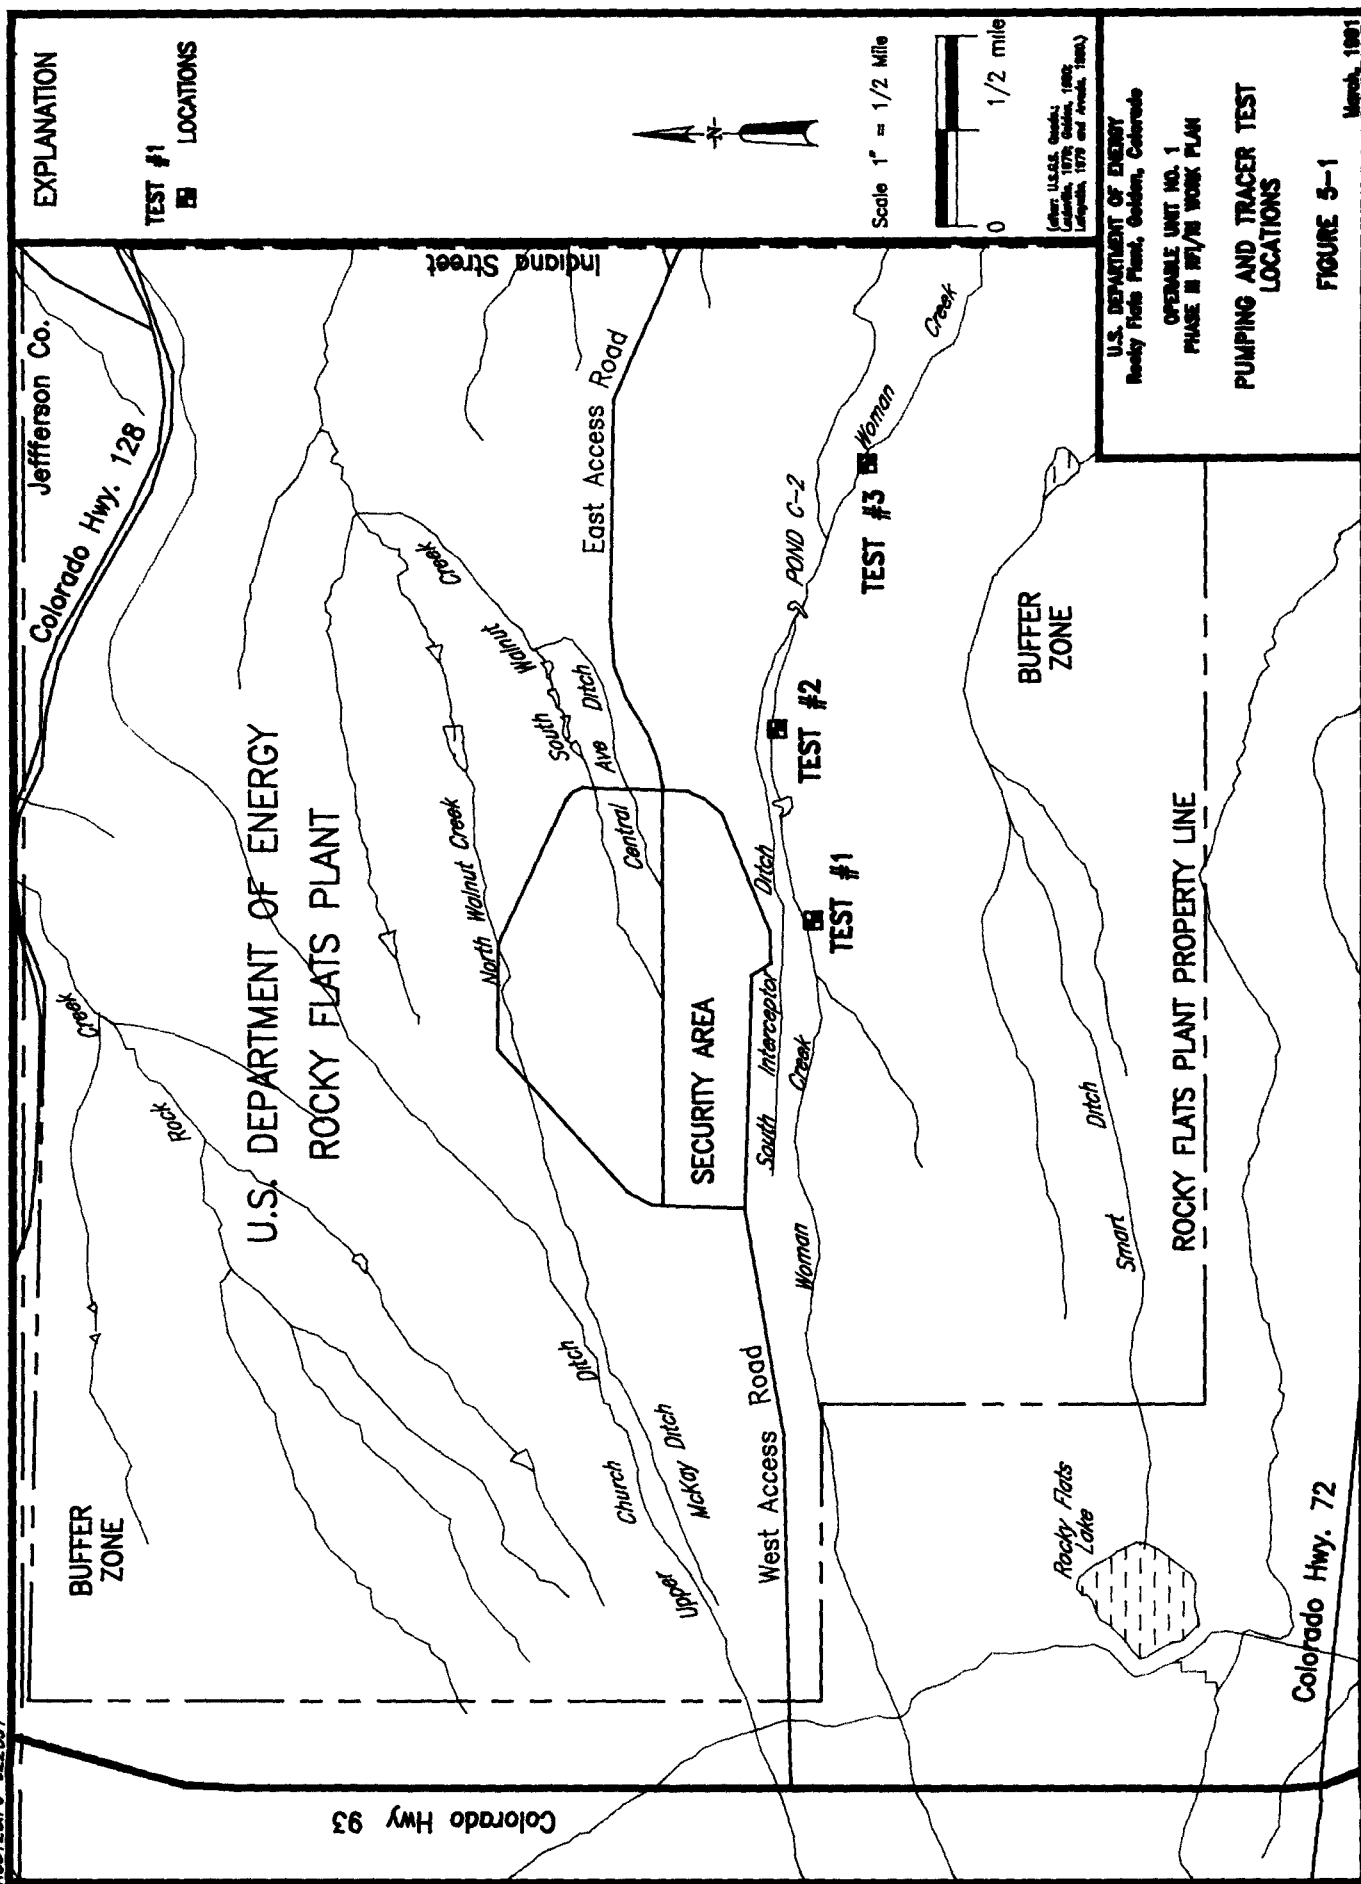 EXPLANATION
TEST #1
LOCATIONS
Scale 1" = 1/2 Mile
0
1/2 mile
U.S. DEPARTMENT OF ENERGY
Rocky Flats Plant, Golden, Colorado
OPERABLE UNIT NO. 1
PHASE III RFI/RI WORK PLAN
PUMPING AND TRACER TEST
LOCATIONS
FIGURE 5-1
March, 1991
Jeffferson Co.
Colorado Hwy. 128
Indiana Street
East Access Road
U.S. DEPARTMENT OF ENERGY
ROCKY FLATS PLANT
Rock
Creek
BUFFER
ZONE
North Walnut Creek
South
Walnut
Creek
Central
Ave
Ditch
SECURITY AREA
South
Interceptor
Ditch
Woman
Creek
TEST #1
TEST #2
POND C-2
TEST #3
Woman
Creek
BUFFER
ZONE
Upper
Church
Ditch
McKay Ditch
West Access Road
Smart
Ditch
ROCKY FLATS PLANT PROPERTY LINE
Rocky Flats
Lake
Colorado Hwy. 72
Colorado Hwy 93
-N-